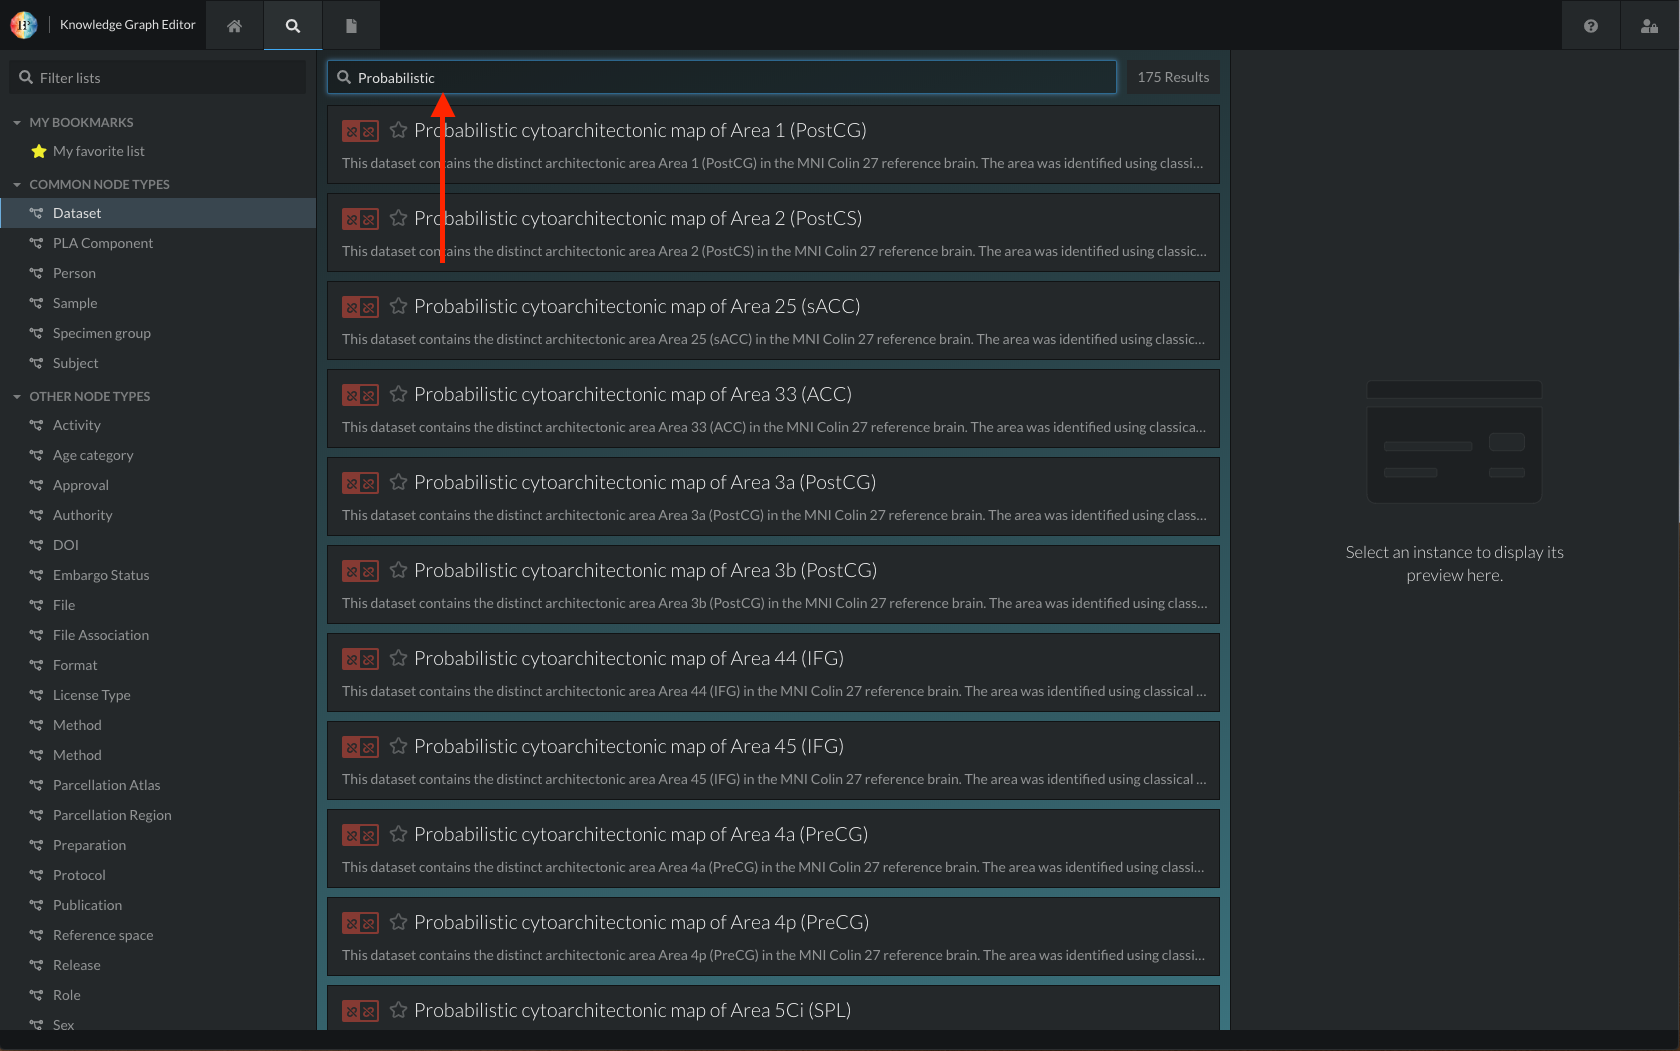 Knowledge Graph Editor
Filter lists
MY BOOKMARKS
My favorite list
COMMON NODE TYPES
Dataset
PLA Component
Person
Sample
Specimen group
Subject
OTHER NODE TYPES
Activity
Age category
Approval
Authority
DOI
Embargo Status
File
File Association
Format
License Type
Method
Method
Parcellation Atlas
Parcellation Region
Preparation
Protocol
Publication
Reference space
Release
Role
Sex
Probabilistic
175 Results
Probabilistic cytoarchitectonic map of Area 1 (PostCG)
This dataset contains the distinct architectonic area Area 1 (PostCG) in the MNI Colin 27 reference brain. The area was identified using classi...
Probabilistic cytoarchitectonic map of Area 2 (PostCS)
This dataset contains the distinct architectonic area Area 2 (PostCS) in the MNI Colin 27 reference brain. The area was identified using classic...
Probabilistic cytoarchitectonic map of Area 25 (sACC)
This dataset contains the distinct architectonic area Area 25 (sACC) in the MNI Colin 27 reference brain. The area was identified using classic...
Probabilistic cytoarchitectonic map of Area 33 (ACC)
This dataset contains the distinct architectonic area Area 33 (ACC) in the MNI Colin 27 reference brain. The area was identified using classica...
Probabilistic cytoarchitectonic map of Area 3a (PostCG)
This dataset contains the distinct architectonic area Area 3a (PostCG) in the MNI Colin 27 reference brain. The area was identified using class...
Probabilistic cytoarchitectonic map of Area 3b (PostCG)
This dataset contains the distinct architectonic area Area 3b (PostCG) in the MNI Colin 27 reference brain. The area was identified using class...
Probabilistic cytoarchitectonic map of Area 44 (IFG)
This dataset contains the distinct architectonic area Area 44 (IFG) in the MNI Colin 27 reference brain. The area was identified using classical ...
Probabilistic cytoarchitectonic map of Area 45 (IFG)
This dataset contains the distinct architectonic area Area 45 (IFG) in the MNI Colin 27 reference brain. The area was identified using classical ...
Probabilistic cytoarchitectonic map of Area 4a (PreCG)
This dataset contains the distinct architectonic area Area 4a (PreCG) in the MNI Colin 27 reference brain. The area was identified using classi...
Probabilistic cytoarchitectonic map of Area 4p (PreCG)
This dataset contains the distinct architectonic area Area 4p (PreCG) in the MNI Colin 27 reference brain. The area was identified using classi...
Probabilistic cytoarchitectonic map of Area 5Ci (SPL)
Select an instance to display its
preview here.